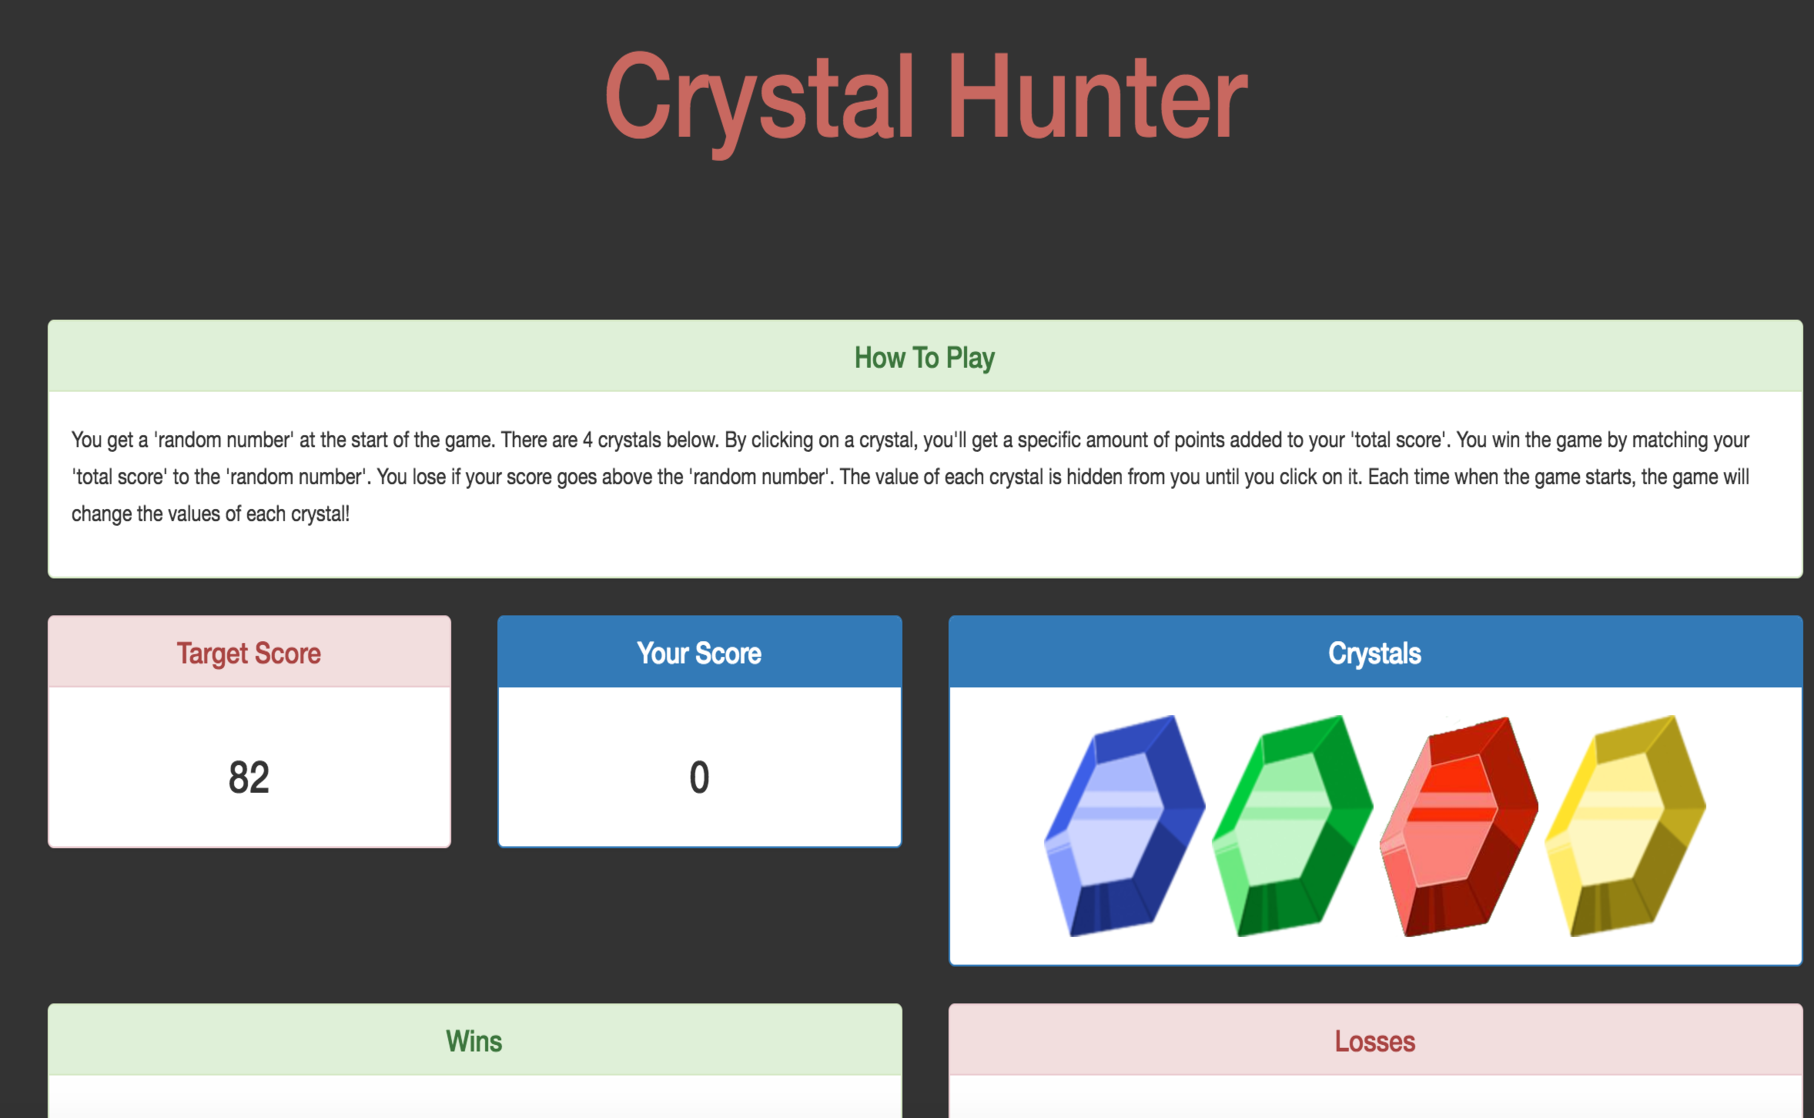 Crystal Hunter
How To Play
You get a 'random number' at the start of the game. There are 4 crystals below. By clicking on a crystal, you'll get a specific amount of points added to your 'total score'. You win the game by matching your
'total score' to the 'random number'. You lose if your score goes above the 'random number'. The value of each crystal is hidden from you until you click on it. Each time when the game starts, the game will
change the values of each crystal!
Target Score
82
Your Score
0
Crystals
Wins
Losses